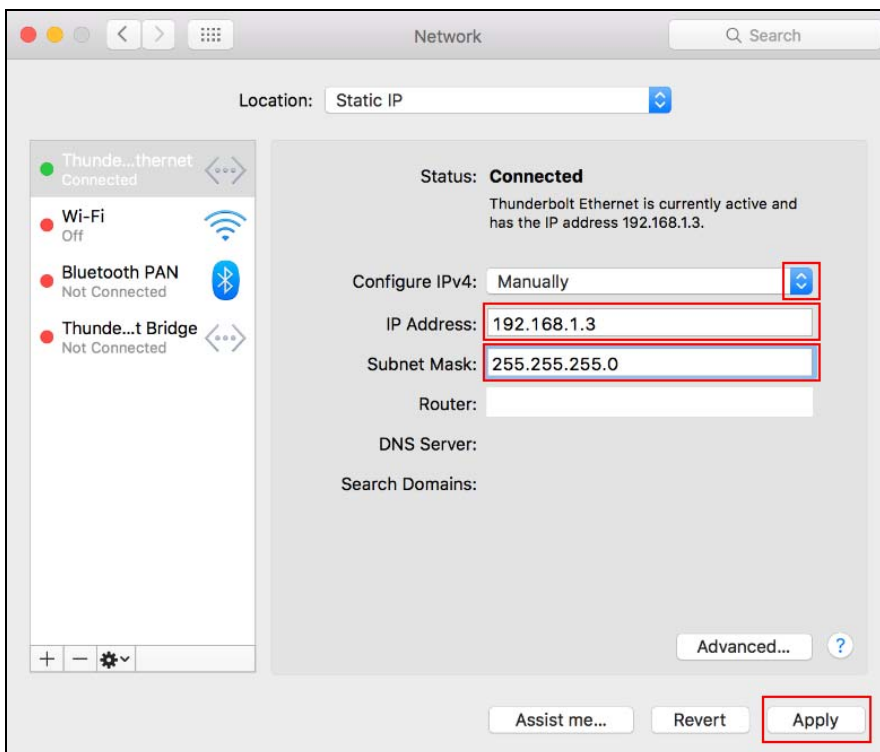 Network
Search
Location: Static IP
Thunde...thernet
Connected
Wi-Fi
Off
Bluetooth PAN
Not Connected
Thunde...t Bridge
Not Connected
Status: Connected
Thunderbolt Ethernet is currently active and
has the IP address 192.168.1.3.
Configure IPv4: Manually
IP Address: 192.168.1.3
Subnet Mask: 255.255.255.0
Router:
DNS Server:
Search Domains:
Advanced... ?
Assist me... Revert Apply